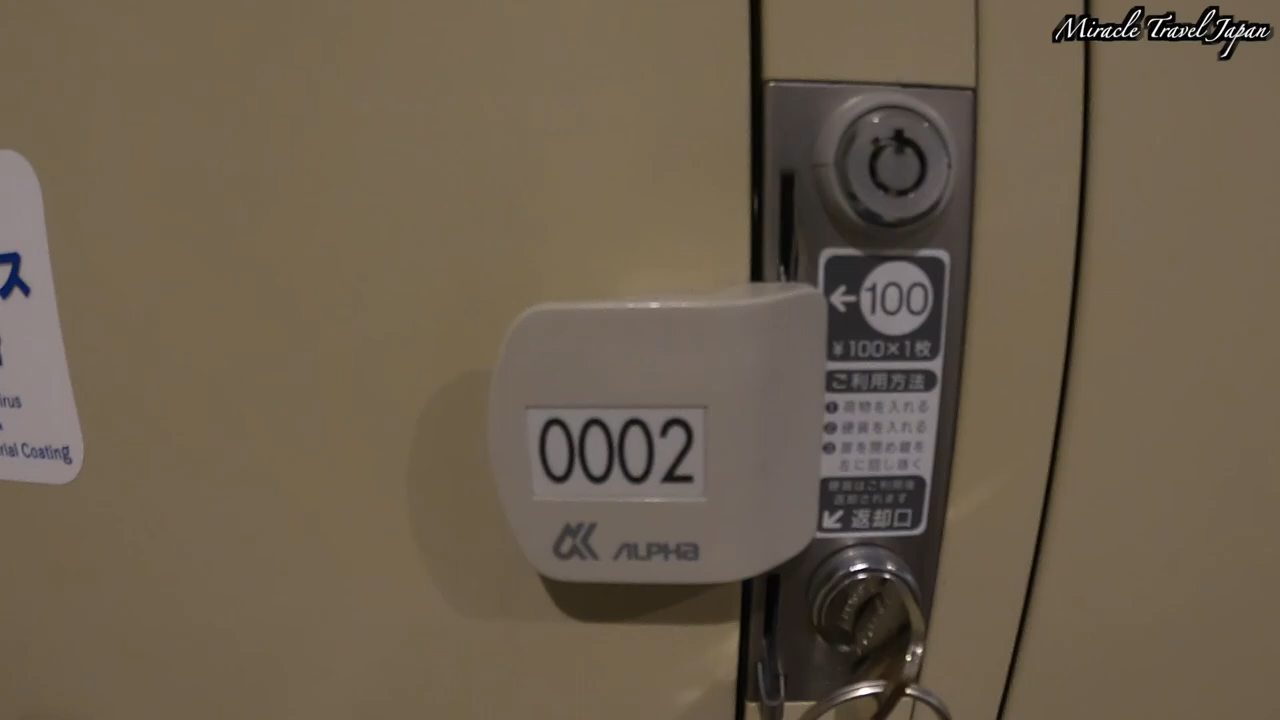 Miracle Travel Japan
ス
irus
rial Coating
←100
¥100×1枚
ご利用方法
❶荷物を入れる
❷硬貨を入れる
❸扉を閉め鍵を
左に回し抜く
硬貨はご利用後
返却されます
↙返却口
0002
ALPHA